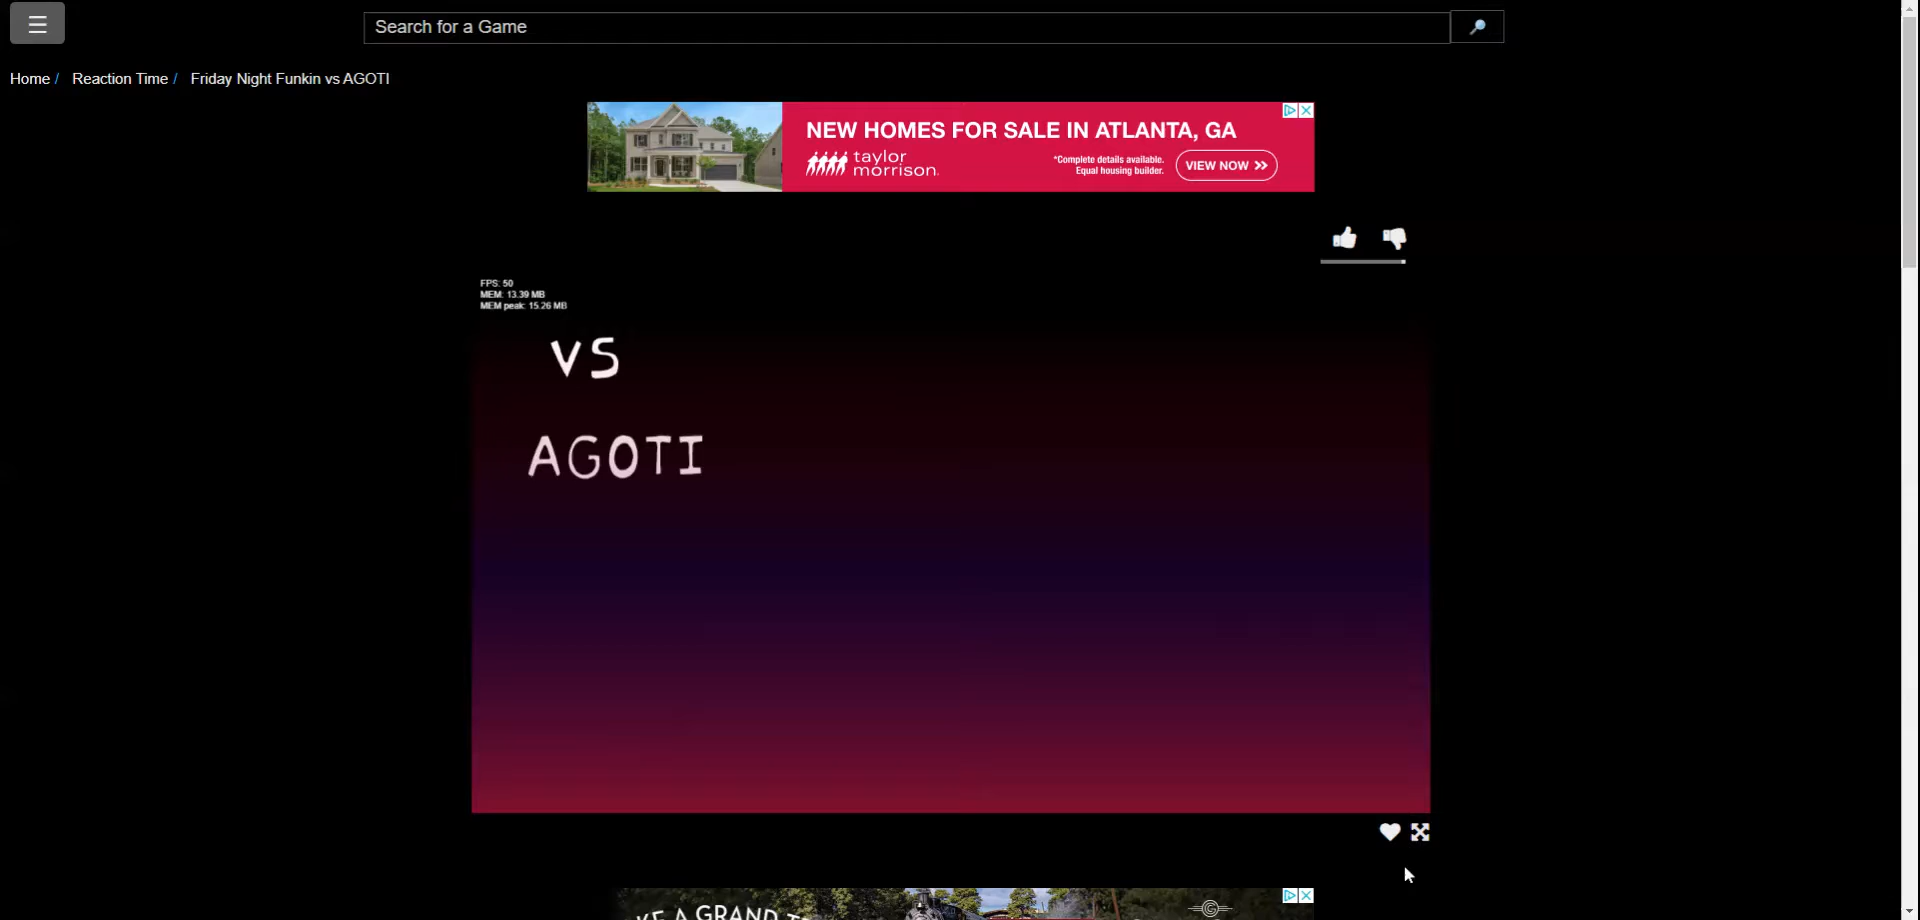 ☰
Search for a Game
Home / Reaction Time / Friday Night Funkin vs AGOTI
NEW HOMES FOR SALE IN ATLANTA, GA
taylor morrison.
*Complete details available.
Equal housing builder.
VIEW NOW >>
FPS: 50
MEM: 13.39 MB
MEM peak: 15.26 MB
VS
AGOTI
A GRAND
G